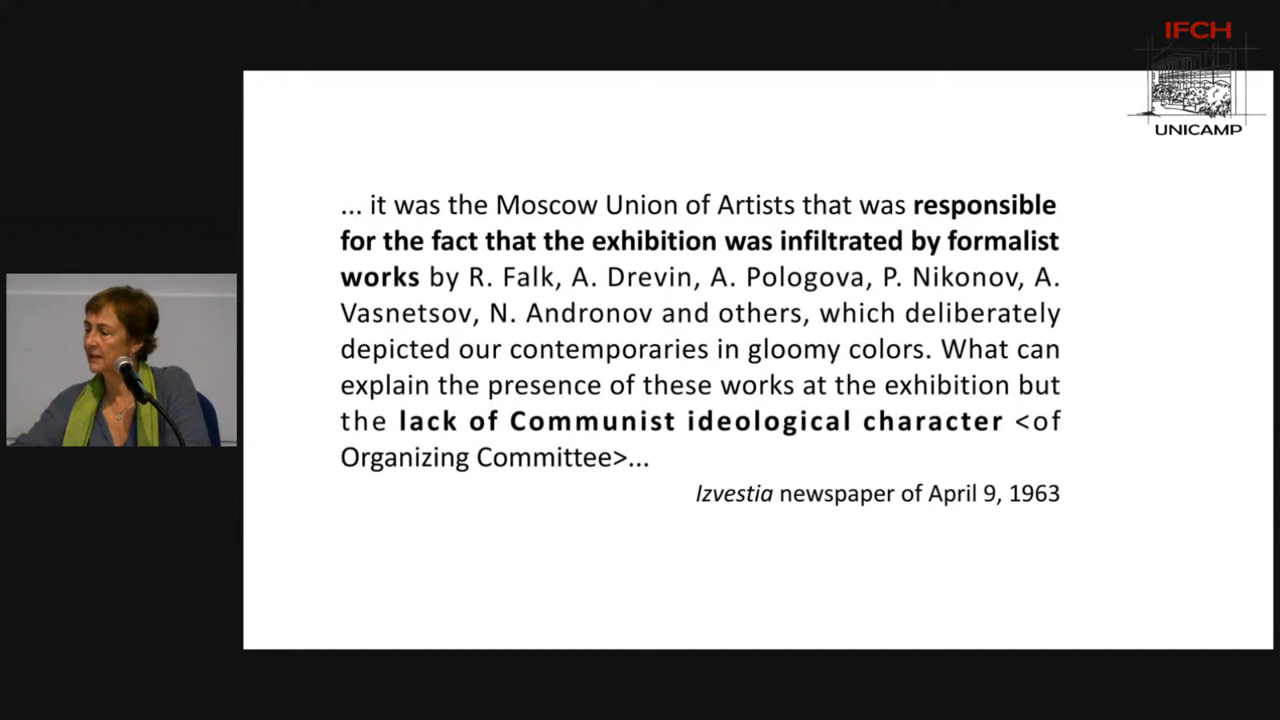 IFCH
UNICAMP
... it was the Moscow Union of Artists that was responsible
for the fact that the exhibition was infiltrated by formalist
works by R. Falk, A. Drevin, A. Pologova, P. Nikonov, A.
Vasnetsov, N. Andronov and others, which deliberately
depicted our contemporaries in gloomy colors. What can
explain the presence of these works at the exhibition but
the lack of Communist ideological character <of
Organizing Committee>...
Izvestia newspaper of April 9, 1963